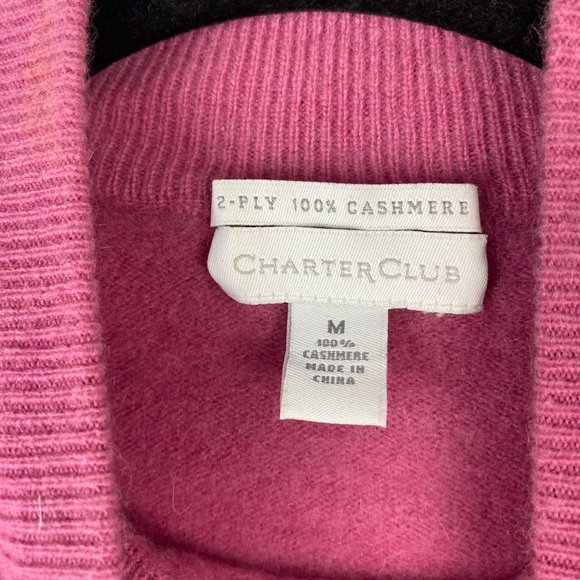 2-PLY 100% CASHMERE
CHARTER CLUB
M
100%
CASHMERE
MADE IN
CHINA